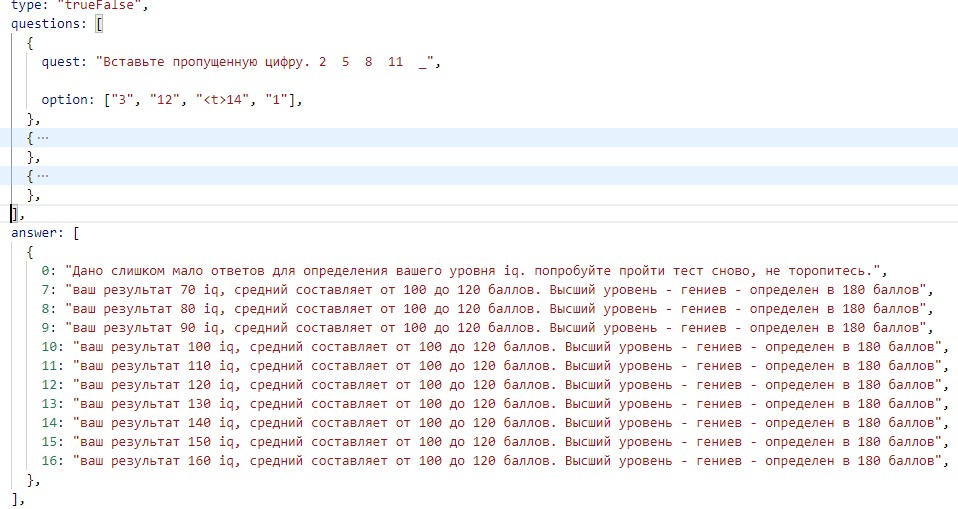 type: "trueFalse",
questions: [
{
quest: "Вставьте пропущенную цифру. 2  5  8  11  _",
option: ["3", "12", "<t>14", "1"],
},
{ ···
},
{ ···
},
],
answer: [
{
0: "Дано слишком мало ответов для определения вашего уровня iq. попробуйте пройти тест сново, не торопитесь.",
7: "ваш результат 70 iq, средний составляет от 100 до 120 баллов. Высший уровень - гениев - определен в 180 баллов",
8: "ваш результат 80 iq, средний составляет от 100 до 120 баллов. Высший уровень - гениев - определен в 180 баллов",
9: "ваш результат 90 iq, средний составляет от 100 до 120 баллов. Высший уровень - гениев - определен в 180 баллов",
10: "ваш результат 100 iq, средний составляет от 100 до 120 баллов. Высший уровень - гениев - определен в 180 баллов",
11: "ваш результат 110 iq, средний составляет от 100 до 120 баллов. Высший уровень - гениев - определен в 180 баллов",
12: "ваш результат 120 iq, средний составляет от 100 до 120 баллов. Высший уровень - гениев - определен в 180 баллов",
13: "ваш результат 130 iq, средний составляет от 100 до 120 баллов. Высший уровень - гениев - определен в 180 баллов",
14: "ваш результат 140 iq, средний составляет от 100 до 120 баллов. Высший уровень - гениев - определен в 180 баллов",
15: "ваш результат 150 iq, средний составляет от 100 до 120 баллов. Высший уровень - гениев - определен в 180 баллов",
16: "ваш результат 160 iq, средний составляет от 100 до 120 баллов. Высший уровень - гениев - определен в 180 баллов",
},
],